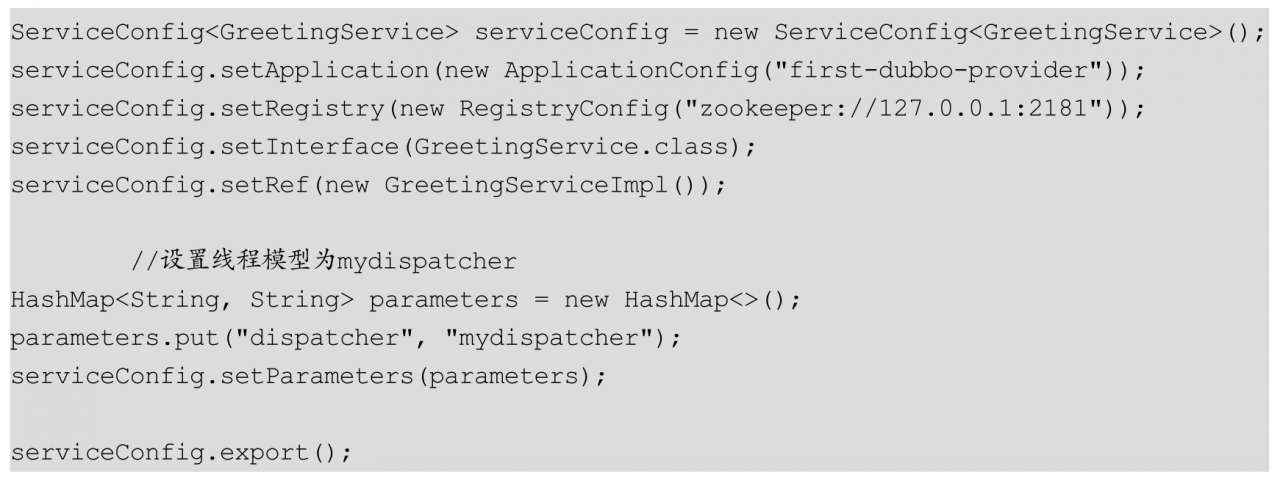 ServiceConfig<GreetingService> serviceConfig = new ServiceConfig<GreetingService>();
serviceConfig.setApplication(new ApplicationConfig("first-dubbo-provider"));
serviceConfig.setRegistry(new RegistryConfig("zookeeper://127.0.0.1:2181"));
serviceConfig.setInterface(GreetingService.class);
serviceConfig.setRef(new GreetingServiceImpl());
//设置线程模型为mydispatcher
HashMap<String, String> parameters = new HashMap<>();
parameters.put("dispatcher", "mydispatcher");
serviceConfig.setParameters(parameters);
serviceConfig.export();